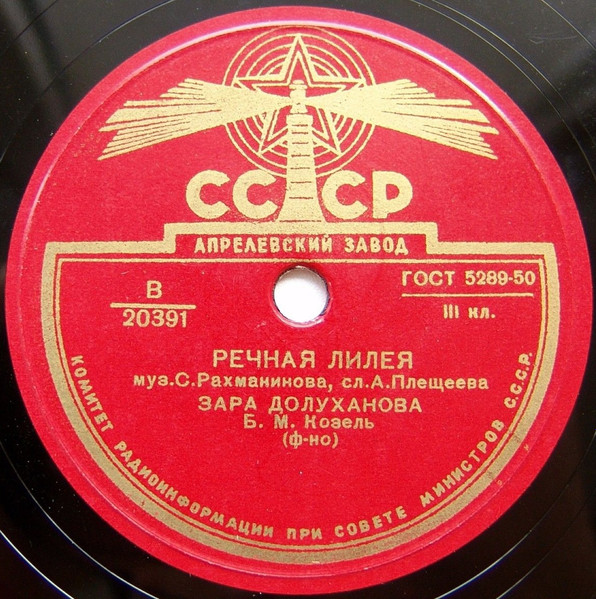 СССР
АПРЕЛЕВСКИЙ ЗАВОД
В
20391
ГОСТ 5289-50
III кл.
РЕЧНАЯ ЛИЛЕЯ
муз.С.Рахманинова, сл.А.Плещеева
ЗАРА ДОЛУХАНОВА
Б. М. Козель
(ф-но)
КОМИТЕТ РАДИОИНФОРМАЦИИ ПРИ СОВЕТЕ МИНИСТРОВ С.С.С.Р.